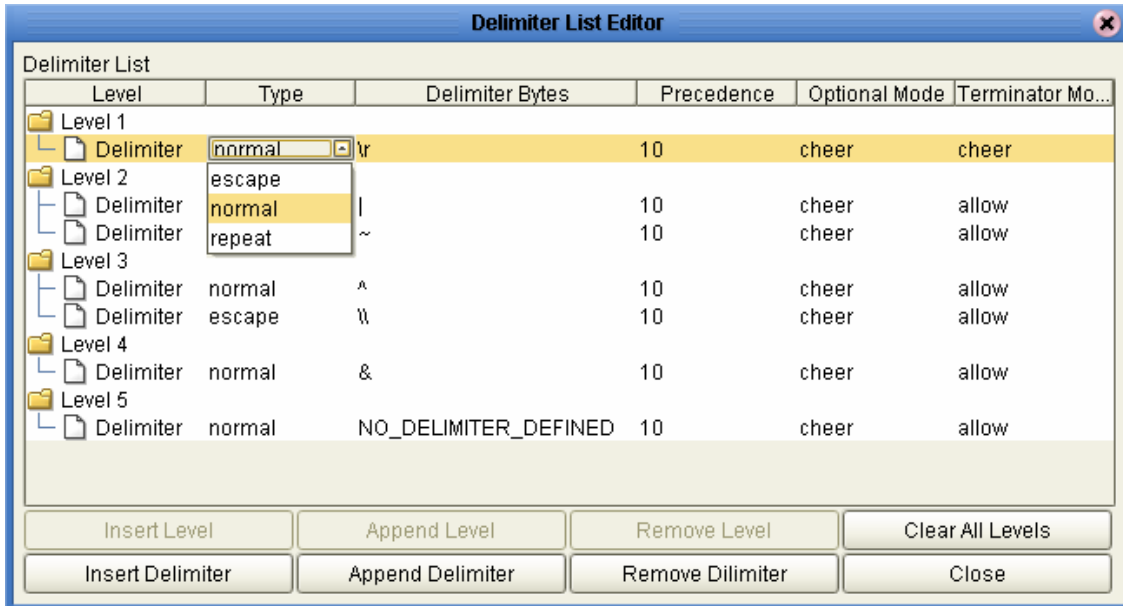 Delimiter List Editor
Delimiter List
Level Type Delimiter Bytes Precedence Optional Mode Terminator Mo...
Level 1
Delimiter normal \r 10 cheer cheer
Level 2 escape
Delimiter normal | 10 cheer allow
Delimiter repeat ~ 10 cheer allow
Level 3
Delimiter normal ^ 10 cheer allow
Delimiter escape \\ 10 cheer allow
Level 4
Delimiter normal & 10 cheer allow
Level 5
Delimiter normal NO_DELIMITER_DEFINED 10 cheer allow
Insert Level Append Level Remove Level Clear All Levels
Insert Delimiter Append Delimiter Remove Dilimiter Close